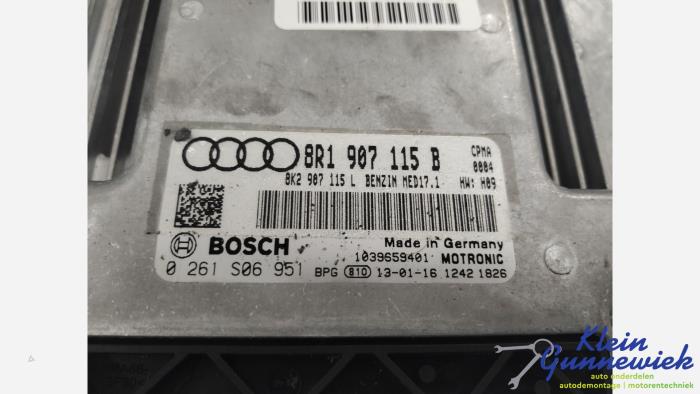 8R1 907 115 B CPMA
0004
8K2 907 115 L BENZIN MED17.1 HW: H09
BOSCH Made in Germany
1039659401 MOTRONIC
0 261 S06 951 BPG 810 13-01-16 1242 1826
Klein
Gunnewiek
auto onderdelen
autodemontage | motorentechniek